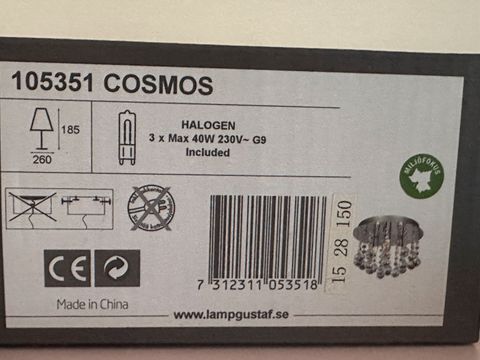 105351 COSMOS
185
260
HALOGEN
3 x Max 40W 230V~ G9
Included
MILJÖFOKUS
15 28 150
7 312311 053518
CE
Made in China
www.lampgustaf.se